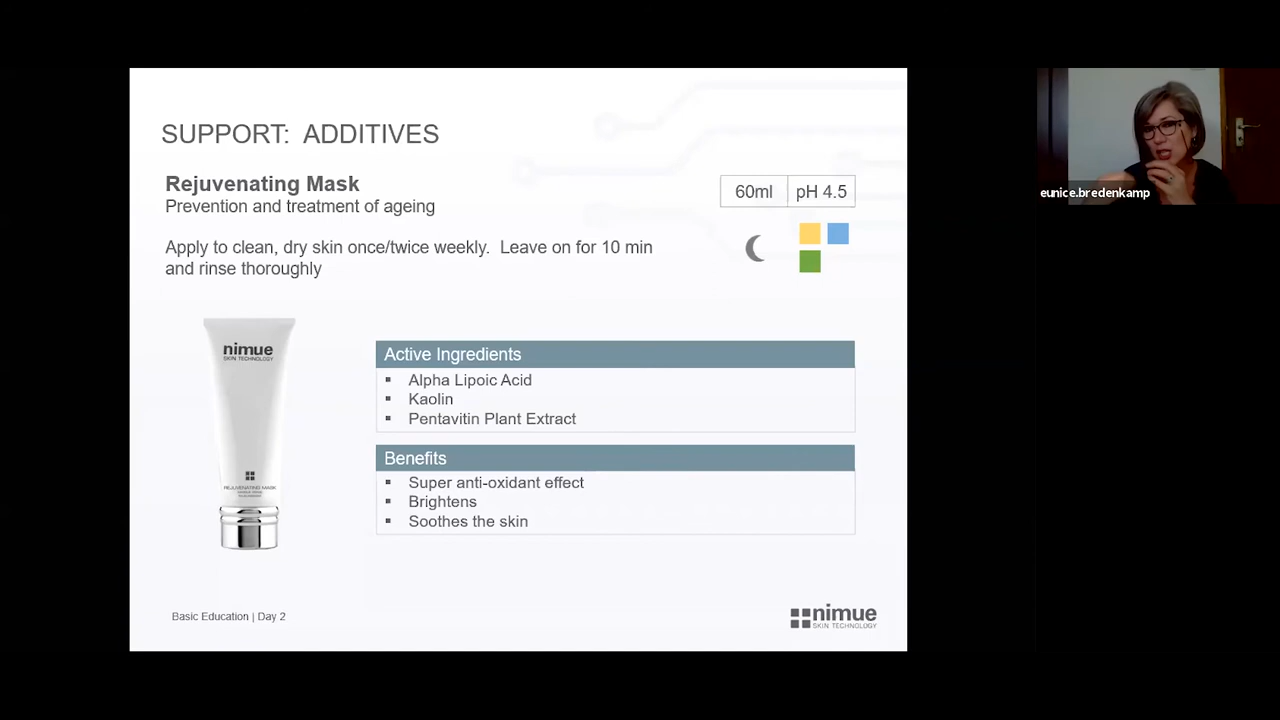 SUPPORT: ADDITIVES
Rejuvenating Mask
Prevention and treatment of ageing
60ml
pH 4.5
Apply to clean, dry skin once/twice weekly. Leave on for 10 min
and rinse thoroughly
nimue
SKIN TECHNOLOGY
REJUVENATING MASK
Active Ingredients
▪ Alpha Lipoic Acid
▪ Kaolin
▪ Pentavitin Plant Extract
Benefits
▪ Super anti-oxidant effect
▪ Brightens
▪ Soothes the skin
Basic Education | Day 2
nimue
SKIN TECHNOLOGY
eunice.bredenkamp